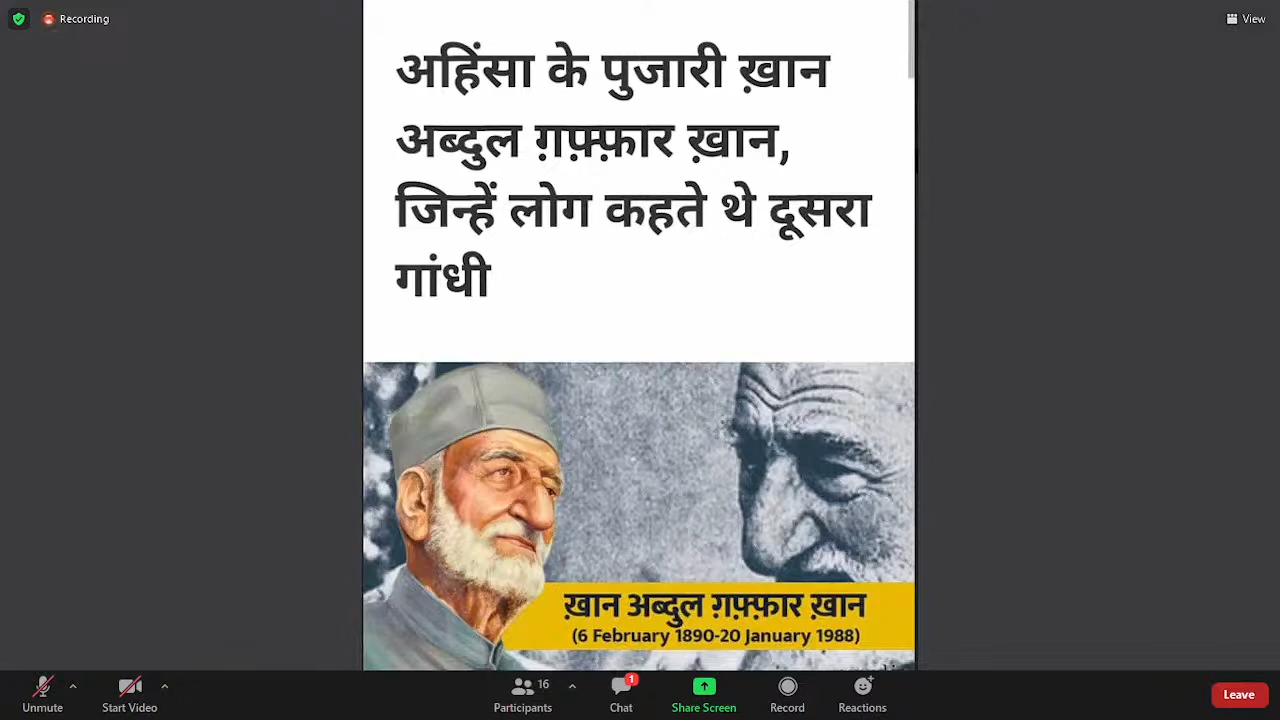 Recording
View
अहिंसा के पुजारी ख़ान
अब्दुल ग़फ़्फ़ार ख़ान,
जिन्हें लोग कहते थे दूसरा
गांधी
ख़ान अब्दुल ग़फ़्फ़ार ख़ान
(6 February 1890-20 January 1988)
Unmute
Start Video
16
Participants
1
Chat
Share Screen
Record
Reactions
Leave